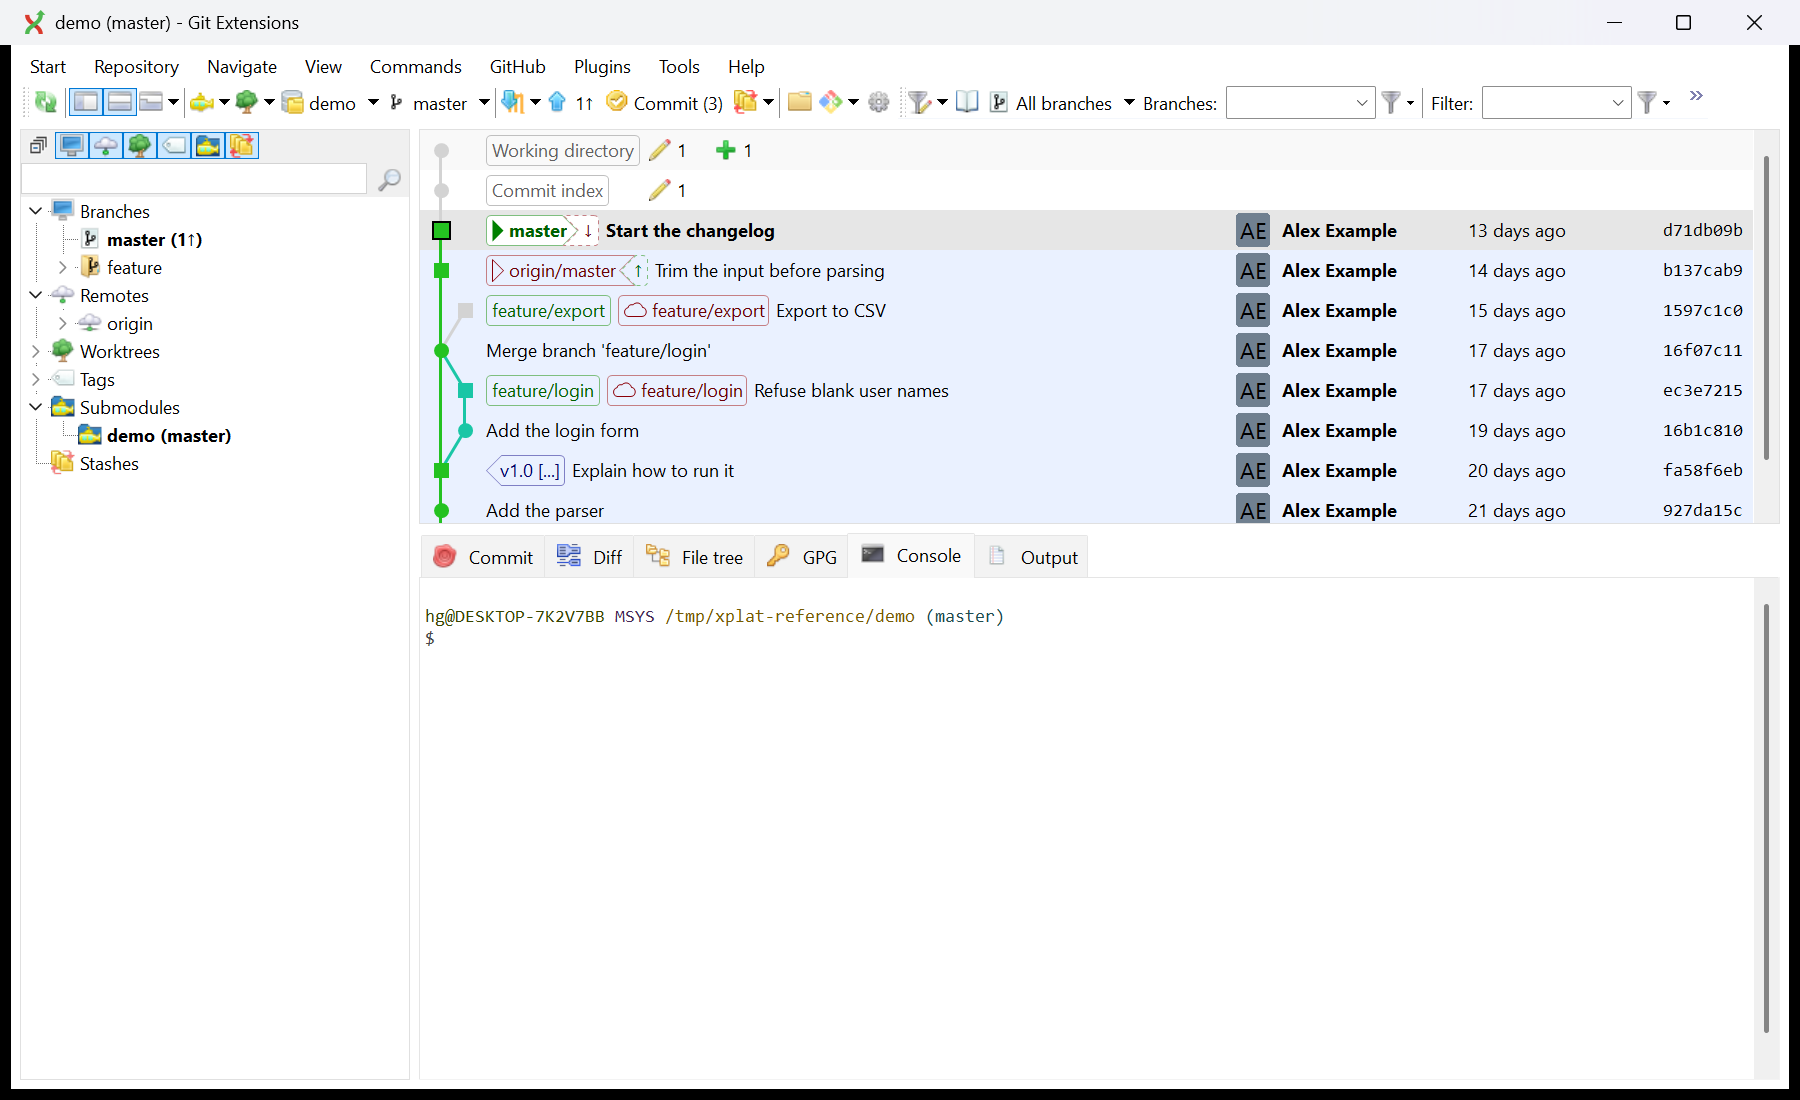 demo (master) - Git Extensions
Start Repository Navigate View Commands GitHub Plugins Tools Help
demo master 1↑ Commit (3) All branches Branches: Filter: »
Working directory 1 1
Commit index 1
master ↓ Start the changelog AE Alex Example 13 days ago d71db09b
origin/master ↑ Trim the input before parsing AE Alex Example 14 days ago b137cab9
feature/export feature/export Export to CSV AE Alex Example 15 days ago 1597c1c0
Merge branch 'feature/login' AE Alex Example 17 days ago 16f07c11
feature/login feature/login Refuse blank user names AE Alex Example 17 days ago ec3e7215
Add the login form AE Alex Example 19 days ago 16b1c810
v1.0 [...] Explain how to run it AE Alex Example 20 days ago fa58f6eb
Add the parser AE Alex Example 21 days ago 927da15c
Branches
master (1↑)
feature
Remotes
origin
Worktrees
Tags
Submodules
demo (master)
Stashes
Commit Diff File tree GPG Console Output
hg@DESKTOP-7K2V7BB MSYS /tmp/xplat-reference/demo (master)
$